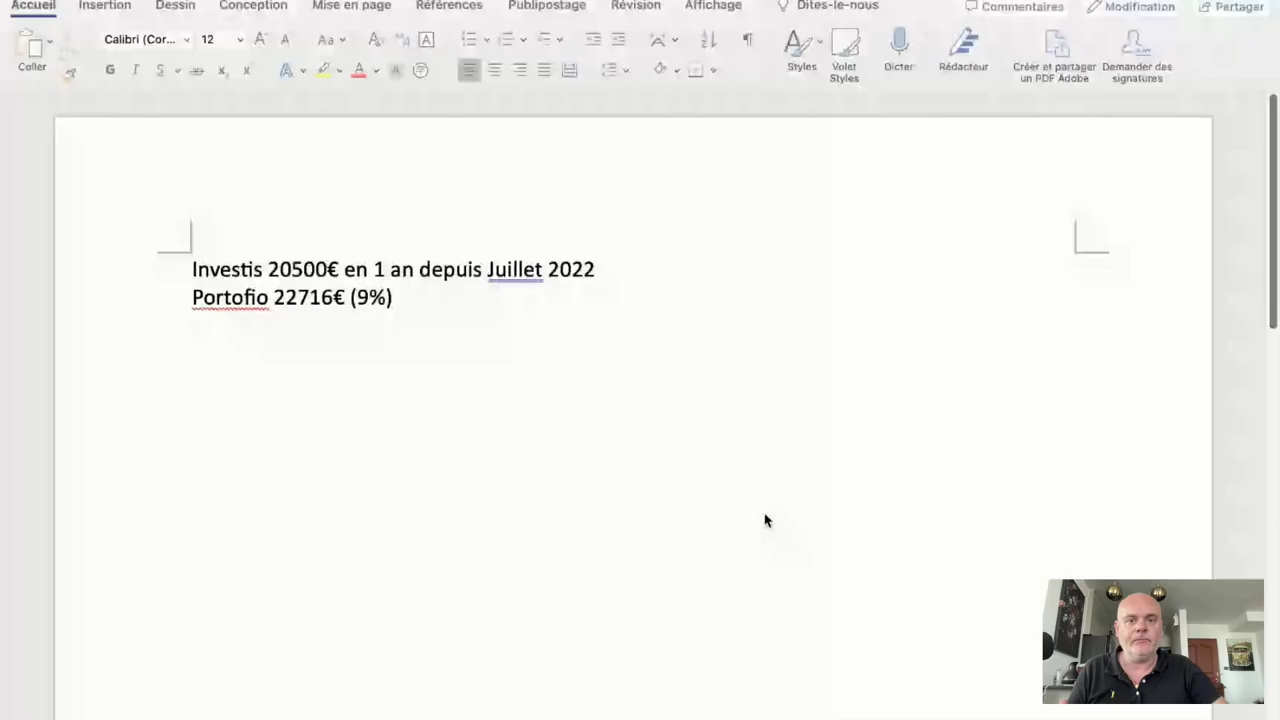 Accueil Insertion Dessin Conception Mise en page Références Publipostage Révision Affichage Dites-le-nous Commentaires Modification Partager
Calibri (Cor... 12 Aa A
Coller
G I S A A
Styles Volet Styles Dicter Rédacteur Créer et partager un PDF Adobe Demander des signatures
Investis 20500€ en 1 an depuis Juillet 2022
Portofio 22716€ (9%)